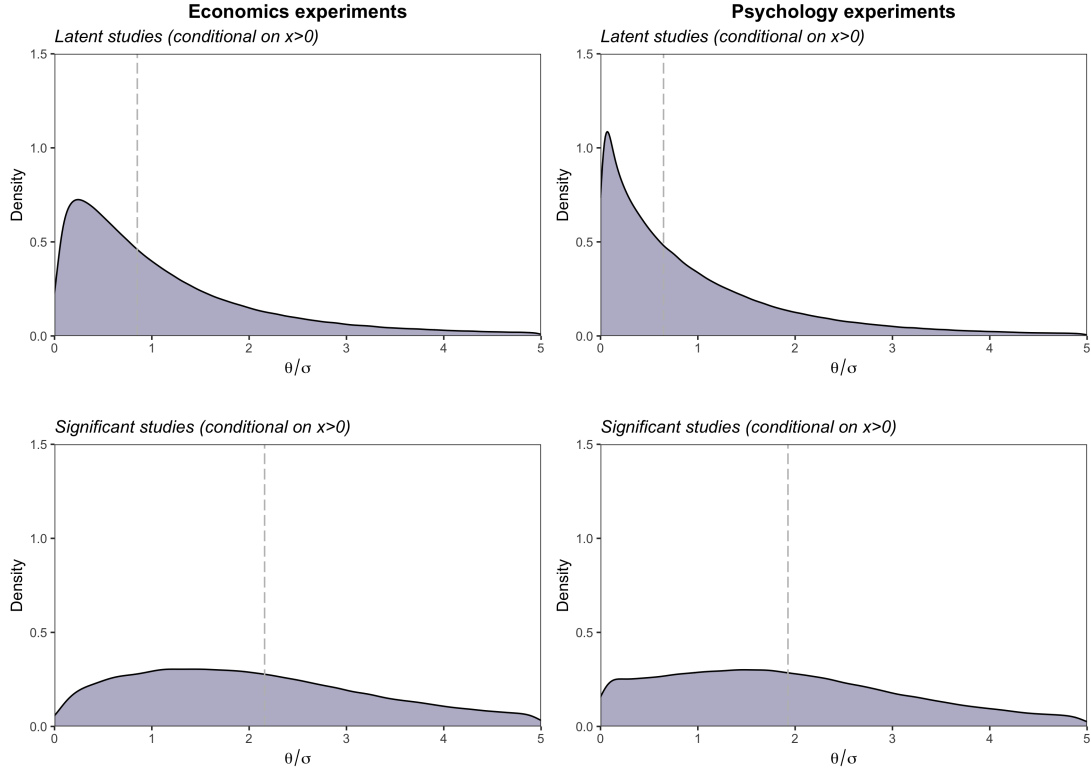 Economics experiments
Latent studies (conditional on x>0)
Density
1.5
1.0
0.5
0.0
0 1 2 3 4 5
θ/σ
Psychology experiments
Latent studies (conditional on x>0)
Density
1.5
1.0
0.5
0.0
0 1 2 3 4 5
θ/σ
Significant studies (conditional on x>0)
Density
1.5
1.0
0.5
0.0
0 1 2 3 4 5
θ/σ
Significant studies (conditional on x>0)
Density
1.5
1.0
0.5
0.0
0 1 2 3 4 5
θ/σ